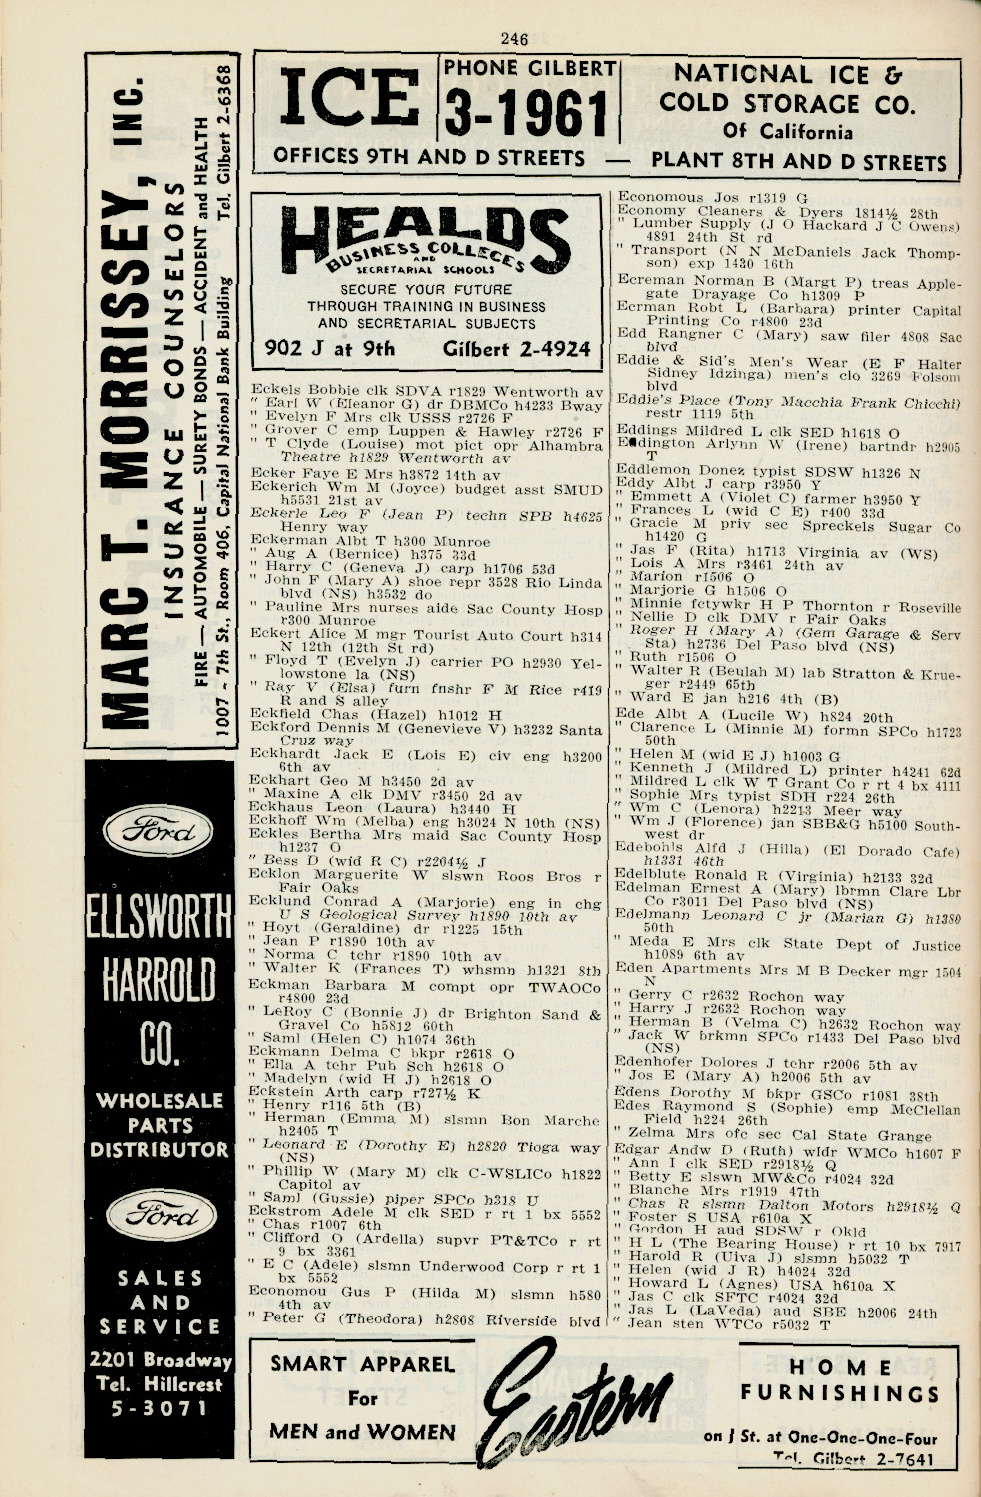 246
MARC T. MORRISSEY, INC.
INSURANCE COUNSELORS
FIRE — AUTOMOBILE — SURETY BONDS — ACCIDENT and HEALTH
1007 - 7th St., Room 406, Capital National Bank Building Tel. Gilbert 2-6368
ICE
PHONE GILBERT
3-1961
NATIONAL ICE &
COLD STORAGE CO.
Of California
OFFICES 9TH AND D STREETS — PLANT 8TH AND D STREETS
HEALDS
BUSINESS COLLEGES
AND
SECRETARIAL SCHOOLS
SECURE YOUR FUTURE
THROUGH TRAINING IN BUSINESS
AND SECRETARIAL SUBJECTS
902 J at 9th Gilbert 2-4924
Eckels Bobbie clk SDVA r1829 Wentworth av
" Earl W (Eleanor G) dr DBMCo h4233 Bway
" Evelyn F Mrs clk USSS r2726 F
" Grover C emp Luppen & Hawley r2726 F
" T Clyde (Louise) mot pict opr Alhambra
Theatre h1829 Wentworth av
Ecker Faye E Mrs h3872 14th av
Eckerich Wm M (Joyce) budget asst SMUD
h5531 21st av
Eckerle Leo F (Jean P) techn SPB h4625
Henry way
Eckerman Albt T h300 Munroe
" Aug A (Bernice) h375 33d
" Harry C (Geneva J) carp h1706 53d
" John F (Mary A) shoe repr 3528 Rio Linda
blvd (NS) h3532 do
" Pauline Mrs nurses aide Sac County Hosp
r300 Munroe
Eckert Alice M mgr Tourist Auto Court h314
N 12th (12th St rd)
" Floyd T (Evelyn J) carrier PO h2930 Yel-
lowstone la (NS)
" Ray V (Elsa) furn fnshr F M Rice r419
R and S alley
Eckfield Chas (Hazel) h1012 H
Eckford Dennis M (Genevieve V) h3232 Santa
Cruz way
Eckhardt Jack E (Lois E) civ eng h3200
6th av
Eckhart Geo M h3450 2d av
" Maxine A clk DMV r3450 2d av
Eckhaus Leon (Laura) h3440 H
Eckhoff Wm (Melba) eng h3024 N 10th (NS)
Eckles Bertha Mrs maid Sac County Hosp
h1237 O
" Bess D (wid R C) r2204½ J
Ecklon Marguerite W slswn Roos Bros r
Fair Oaks
Ecklund Conrad A (Marjorie) eng in chg
U S Geological Survey h1890 10th av
" Hoyt (Geraldine) dr r1225 15th
" Jean P r1890 10th av
" Norma C tchr r1890 10th av
" Walter K (Frances T) whsmn h1321 8th
Eckman Barbara M compt opr TWAOCo
r4800 23d
" LeRoy C (Bonnie J) dr Brighton Sand &
Gravel Co h5812 60th
" Saml (Helen C) h1074 36th
Eckmann Delma C bkpr r2618 O
" Ella A tchr Pub Sch h2618 O
" Madelyn (wid H J) h2618 O
Eckstein Arth carp r727½ K
" Henry r116 5th (B)
" Herman (Emma M) slsmn Bon Marche
h2405 T
" Leonard E (Dorothy E) h2820 Tioga way
(NS)
" Phillip W (Mary M) clk C-WSLICo h1822
Capitol av
" Saml (Gussie) piper SPCo h318 U
Eckstrom Adele M clk SED r rt 1 bx 5552
" Chas r1007 6th
" Clifford O (Ardella) supvr PT&TCo r rt
9 bx 3361
" E C (Adele) slsmn Underwood Corp r rt 1
bx 5552
Economou Gus P (Hilda M) slsmn h580
4th av
" Peter G (Theodora) h2808 Riverside blvd
Economous Jos r1319 G
Economy Cleaners & Dyers 1814½ 28th
" Lumber Supply (J O Hackard J C Owens)
4891 24th St rd
" Transport (N N McDaniels Jack Thomp-
son) exp 1430 16th
Ecreman Norman B (Margt P) treas Apple-
gate Drayage Co h1309 P
Ecrman Robt L (Barbara) printer Capital
Printing Co r4800 23d
Edd Rangner C (Mary) saw filer 4808 Sac
blvd
Eddie & Sid's Men's Wear (E F Halter
Sidney Idzinga) men's clo 3269 Folsom
blvd
Eddie's Place (Tony Macchia Frank Chicchi)
restr 1119 5th
Eddings Mildred L clk SED h1618 O
Eddington Arlynn W (Irene) bartndr h2905
T
Eddlemon Donez typist SDSW h1326 N
Eddy Albt J carp r3950 Y
" Emmett A (Violet C) farmer h3950 Y
" Frances L (wid C E) r400 33d
" Gracie M priv sec Spreckels Sugar Co
h1420 G
" Jas F (Rita) h1713 Virginia av (WS)
" Lois A Mrs r3461 24th av
" Marion r1506 O
" Marjorie G h1506 O
" Minnie fctywkr H P Thornton r Roseville
" Nellie D clk DMV r Fair Oaks
" Roger H (Mary A) (Gem Garage & Serv
Sta) h2736 Del Paso blvd (NS)
" Ruth r1506 O
" Walter R (Beulah M) lab Stratton & Krue-
ger r2449 65th
" Ward E jan h216 4th (B)
Ede Albt A (Lucile W) h824 20th
" Clarence L (Minnie M) formn SPCo h1723
50th
" Helen M (wid E J) h1003 G
" Kenneth J (Mildred L) printer h4241 62d
" Mildred L clk W T Grant Co r rt 4 bx 4111
" Sophie Mrs typist SDH r224 26th
" Wm C (Lenora) h2213 Meer way
" Wm J (Florence) jan SBB&G h5100 South-
west dr
Edebohls Alfd J (Hilla) (El Dorado Cafe)
h1331 46th
Edelblute Ronald R (Virginia) h2133 32d
Edelman Ernest A (Mary) lbrmn Clare Lbr
Co r3011 Del Paso blvd (NS)
Edelmann Leonard C jr (Marian G) h1380
50th
" Meda E Mrs clk State Dept of Justice
h1089 6th av
Eden Apartments Mrs M B Decker mgr 1504
N
" Gerry C r2632 Rochon way
" Harry J r2632 Rochon way
" Herman B (Velma C) h2632 Rochon way
" Jack W brkmn SPCo r1433 Del Paso blvd
(NS)
Edenhofer Dolores J tchr r2006 5th av
" Jos E (Mary A) h2006 5th av
Edens Dorothy M bkpr GSCo r1081 38th
Edes Raymond S (Sophie) emp McClellan
Field h224 26th
" Zelma Mrs ofc sec Cal State Grange
Edgar Andw D (Ruth) wldr WMCo h1607 F
" Ann I clk SED r2918½ Q
" Betty E slswn MW&Co r4024 32d
" Blanche Mrs r1919 47th
" Chas R slsmn Dalton Motors h2918½ Q
" Foster S USA r610a X
" Gordon H aud SDSW r Okld
" H L (The Bearing House) r rt 10 bx 7917
" Harold R (Uiva J) slsmn h5032 T
" Helen (wid J R) h4024 32d
" Howard L (Agnes) USA h610a X
" Jas C clk SFTC r4024 32d
" Jas L (LaVeda) aud SBE h2006 24th
" Jean sten WTCo r5032 T
Ford
ELLSWORTH
HARROLD
CO.
WHOLESALE
PARTS
DISTRIBUTOR
Ford
SALES
AND
SERVICE
2201 Broadway
Tel. Hillcrest
5-3071
SMART APPAREL
For
MEN and WOMEN
Eastern
HOME
FURNISHINGS
on J St. at One-One-One-Four
Tel. Gilbert 2-7641